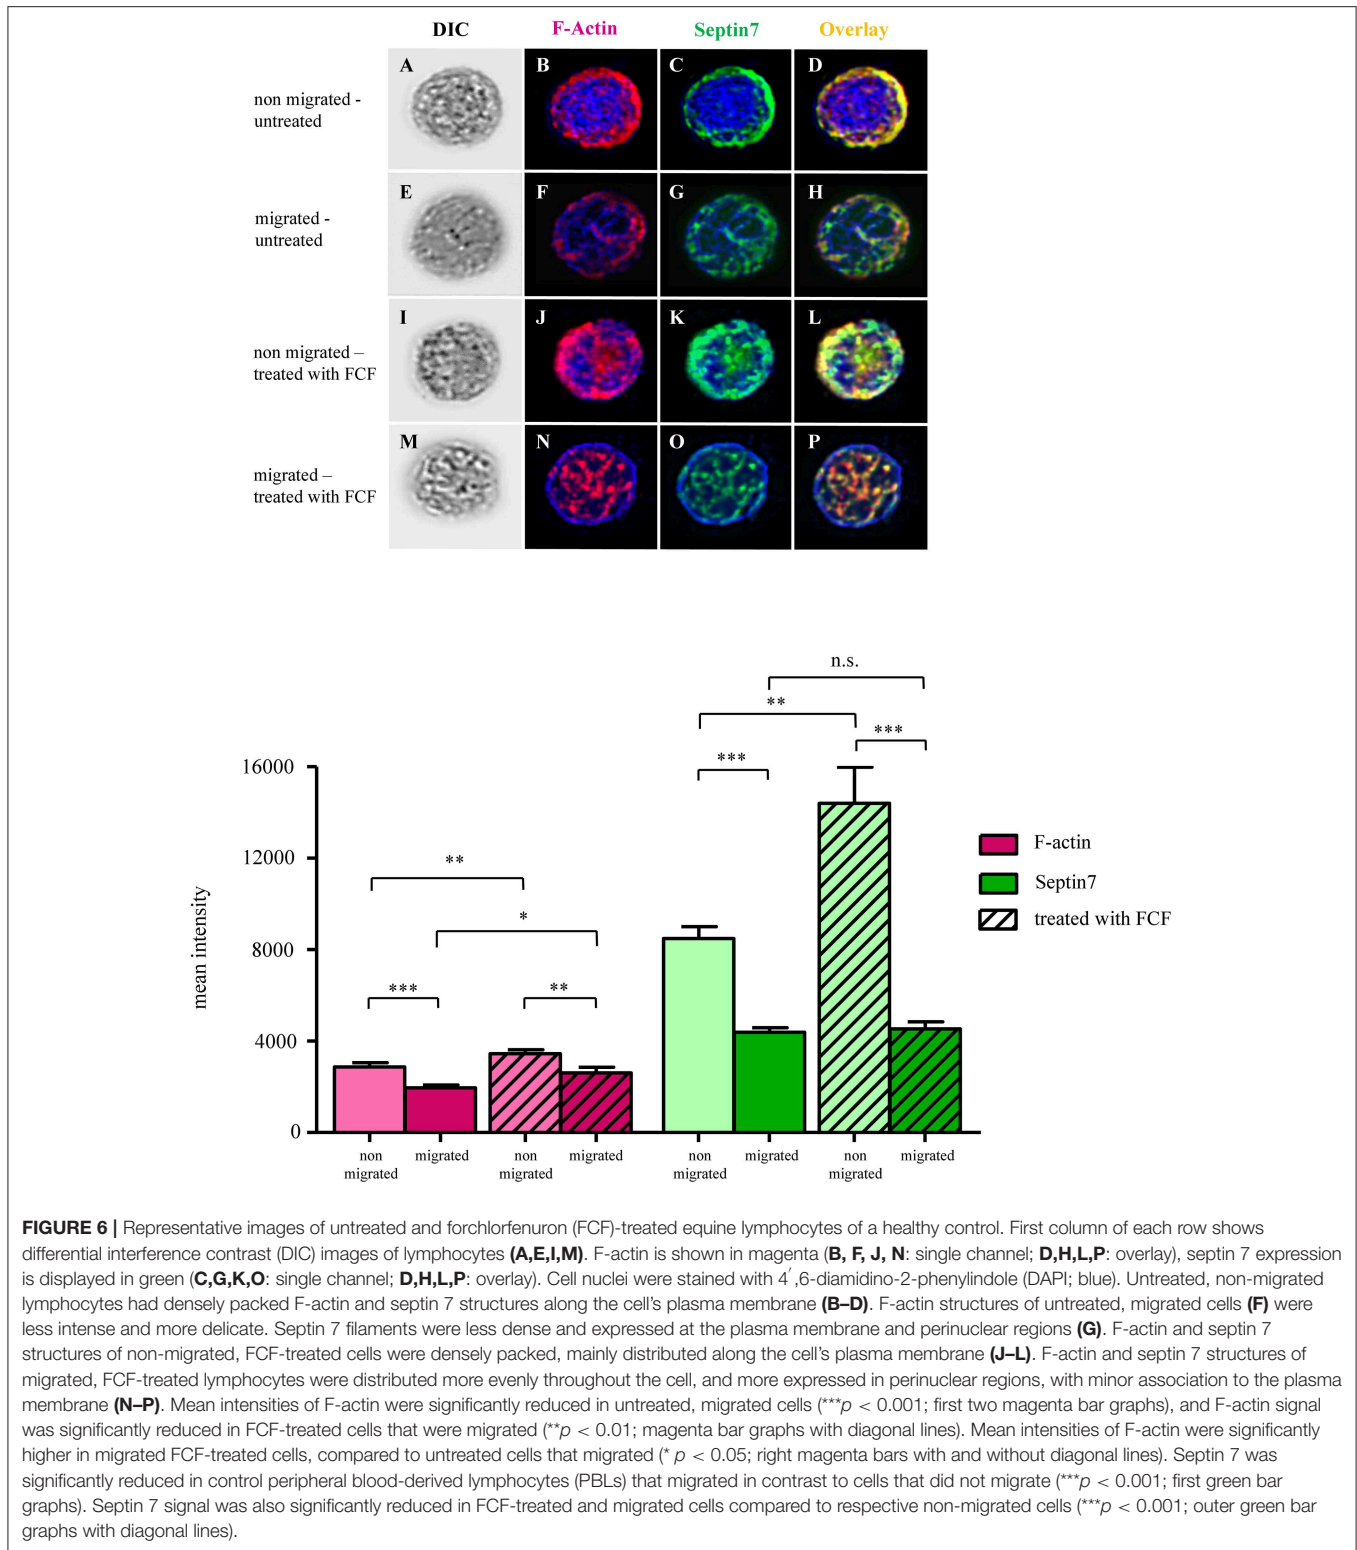 DIC F-Actin Septin7 Overlay
A B C D
non migrated -
untreated
E F G H
migrated -
untreated
I J K L
non migrated –
treated with FCF
M N O P
migrated –
treated with FCF
n.s.
**
***
***
16000
12000
8000
4000
0
mean intensity
**
*
***
**
F-actin
Septin7
treated with FCF
non migrated non migrated non migrated non migrated
migrated migrated migrated migrated
FIGURE 6 | Representative images of untreated and forchlorfenuron (FCF)-treated equine lymphocytes of a healthy control. First column of each row shows
differential interference contrast (DIC) images of lymphocytes (A,E,I,M). F-actin is shown in magenta (B, F, J, N: single channel; D,H,L,P: overlay), septin 7 expression
is displayed in green (C,G,K,O: single channel; D,H,L,P: overlay). Cell nuclei were stained with 4′,6-diamidino-2-phenylindole (DAPI; blue). Untreated, non-migrated
lymphocytes had densely packed F-actin and septin 7 structures along the cell's plasma membrane (B–D). F-actin structures of untreated, migrated cells (F) were
less intense and more delicate. Septin 7 filaments were less dense and expressed at the plasma membrane and perinuclear regions (G). F-actin and septin 7
structures of non-migrated, FCF-treated cells were densely packed, mainly distributed along the cell's plasma membrane (J–L). F-actin and septin 7 structures of
migrated, FCF-treated lymphocytes were distributed more evenly throughout the cell, and more expressed in perinuclear regions, with minor association to the plasma
membrane (N–P). Mean intensities of F-actin were significantly reduced in untreated, migrated cells (***p < 0.001; first two magenta bar graphs), and F-actin signal
was significantly reduced in FCF-treated cells that were migrated (**p < 0.01; magenta bar graphs with diagonal lines). Mean intensities of F-actin were significantly
higher in migrated FCF-treated cells, compared to untreated cells that migrated (* p < 0.05; right magenta bars with and without diagonal lines). Septin 7 was
significantly reduced in control peripheral blood-derived lymphocytes (PBLs) that migrated in contrast to cells that did not migrate (***p < 0.001; first green bar
graphs). Septin 7 signal was also significantly reduced in FCF-treated and migrated cells compared to respective non-migrated cells (***p < 0.001; outer green bar
graphs with diagonal lines).